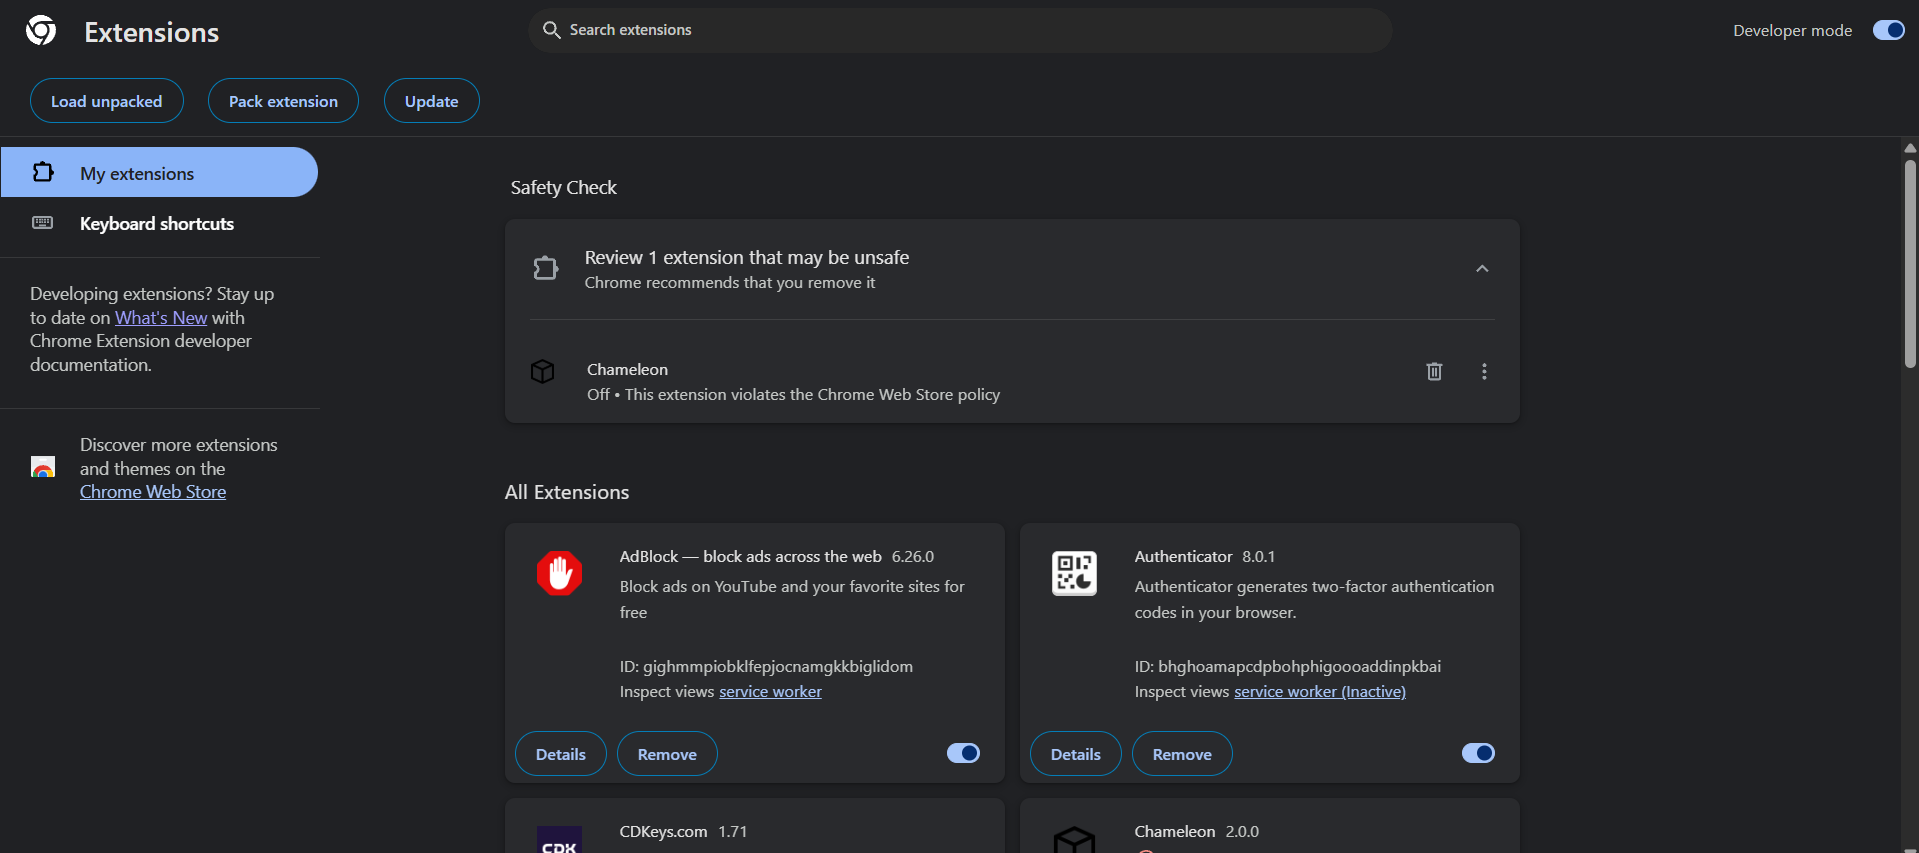 Extensions
Search extensions
Developer mode
Load unpacked
Pack extension
Update
My extensions
Keyboard shortcuts
Developing extensions? Stay up
to date on What's New with
Chrome Extension developer
documentation.
Discover more extensions
and themes on the
Chrome Web Store
Safety Check
Review 1 extension that may be unsafe
Chrome recommends that you remove it
Chameleon
Off • This extension violates the Chrome Web Store policy
All Extensions
AdBlock — block ads across the web 6.26.0
Block ads on YouTube and your favorite sites for
free
ID: gighmmpiobklfepjocnamgkkbiglidom
Inspect views service worker
Details
Remove
Authenticator 8.0.1
Authenticator generates two-factor authentication
codes in your browser.
ID: bhghoamapcdpbohphigoooaddinpkbai
Inspect views service worker (Inactive)
Details
Remove
CDK
CDKeys.com 1.71
Chameleon 2.0.0